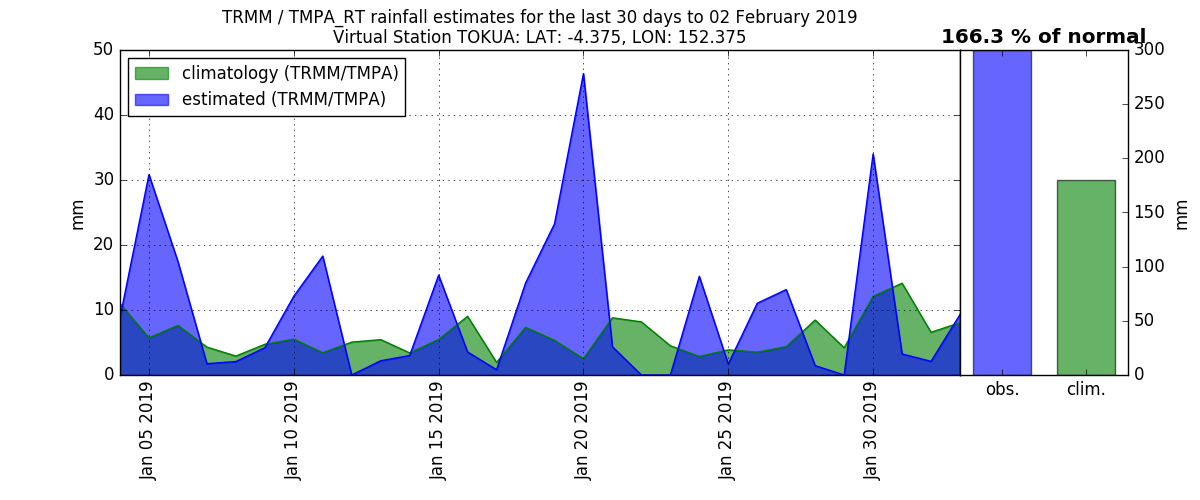 TRMM / TMPA_RT rainfall estimates for the last 30 days to 02 February 2019
Virtual Station TOKUA: LAT: -4.375, LON: 152.375
166.3 % of normal
climatology (TRMM/TMPA)
estimated (TRMM/TMPA)
50
40
30
20
10
0
mm
Jan 05 2019
Jan 10 2019
Jan 15 2019
Jan 20 2019
Jan 25 2019
Jan 30 2019
obs.
clim.
300
250
200
150
100
50
0
mm